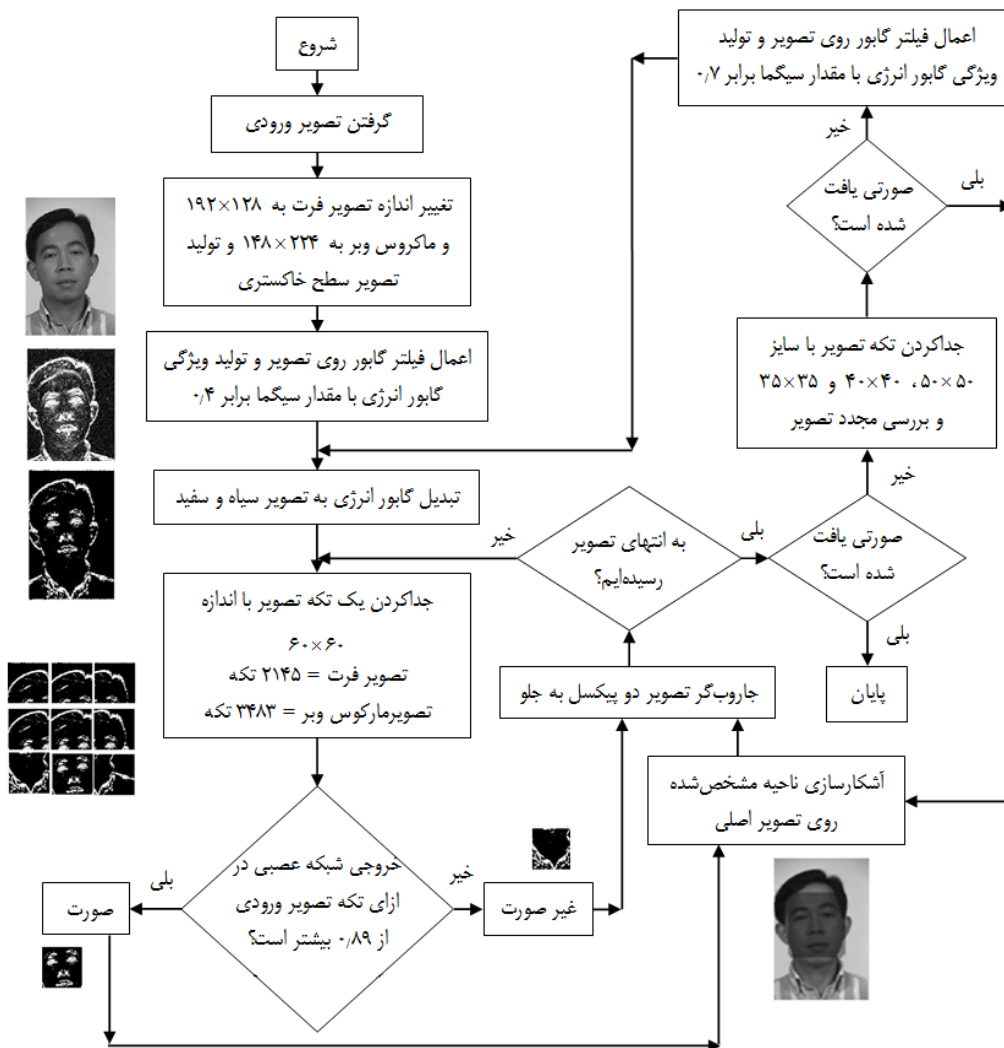 شروع
گرفتن تصویر ورودی
تغییر اندازه تصویر فرت به ۱۲۸×۱۹۲
و ماکروس وبر به ۲۲۴×۱۴۸ و تولید
تصویر سطح خاکستری
اعمال فیلتر گابور روی تصویر و تولید ویژگی
گابور انرژی با مقدار سیگما برابر ۰٫۴
تبدیل گابور انرژی به تصویر سیاه و سفید
جداکردن یک تکه تصویر با اندازه
۶۰×۶۰
تصویر فرت = ۲۱۴۵ تکه
تصویرمارکوس وبر = ۳۴۸۳ تکه
خروجی شبکه عصبی در
ازای تکه تصویر ورودی
از ۰٫۸۹ بیشتر است؟
بلی
صورت
خیر
غیر صورت
جاروب‌گر تصویر دو پیکسل به جلو
به انتهای تصویر
رسیده‌ایم؟
خیر
بلی
صورتی یافت
شده است؟
بلی
پایان
خیر
جداکردن تکه تصویر با سایز
۵۰×۵۰، ۴۰×۴۰ و ۳۵×۳۵
و بررسی مجدد تصویر
صورتی یافت
شده است؟
بلی
خیر
اعمال فیلتر گابور روی تصویر و تولید
ویژگی گابور انرژی با مقدار سیگما برابر ۰٫۷
آشکارسازی ناحیه مشخص‌شده
روی تصویر اصلی